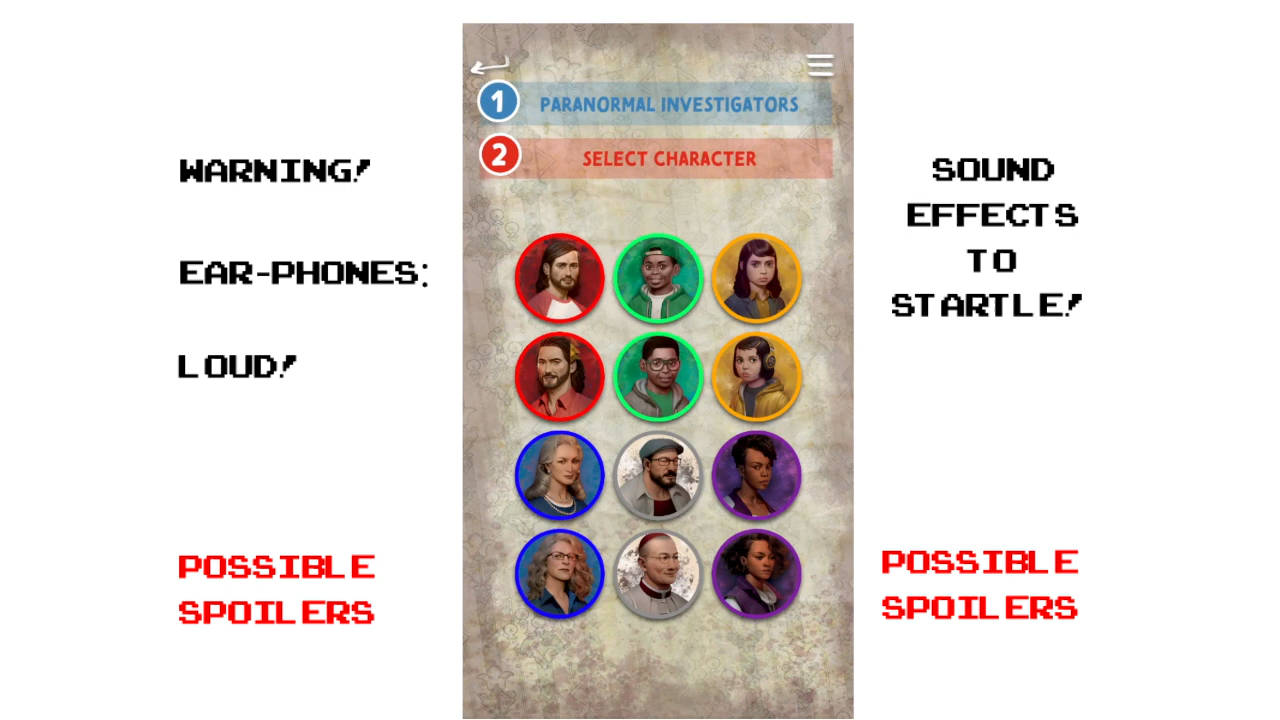 WARNING!
EAR-PHONES:
LOUD!
POSSIBLE
SPOILERS
1 PARANORMAL INVESTIGATORS
2 SELECT CHARACTER
SOUND
EFFECTS
TO
STARTLE!
POSSIBLE
SPOILERS